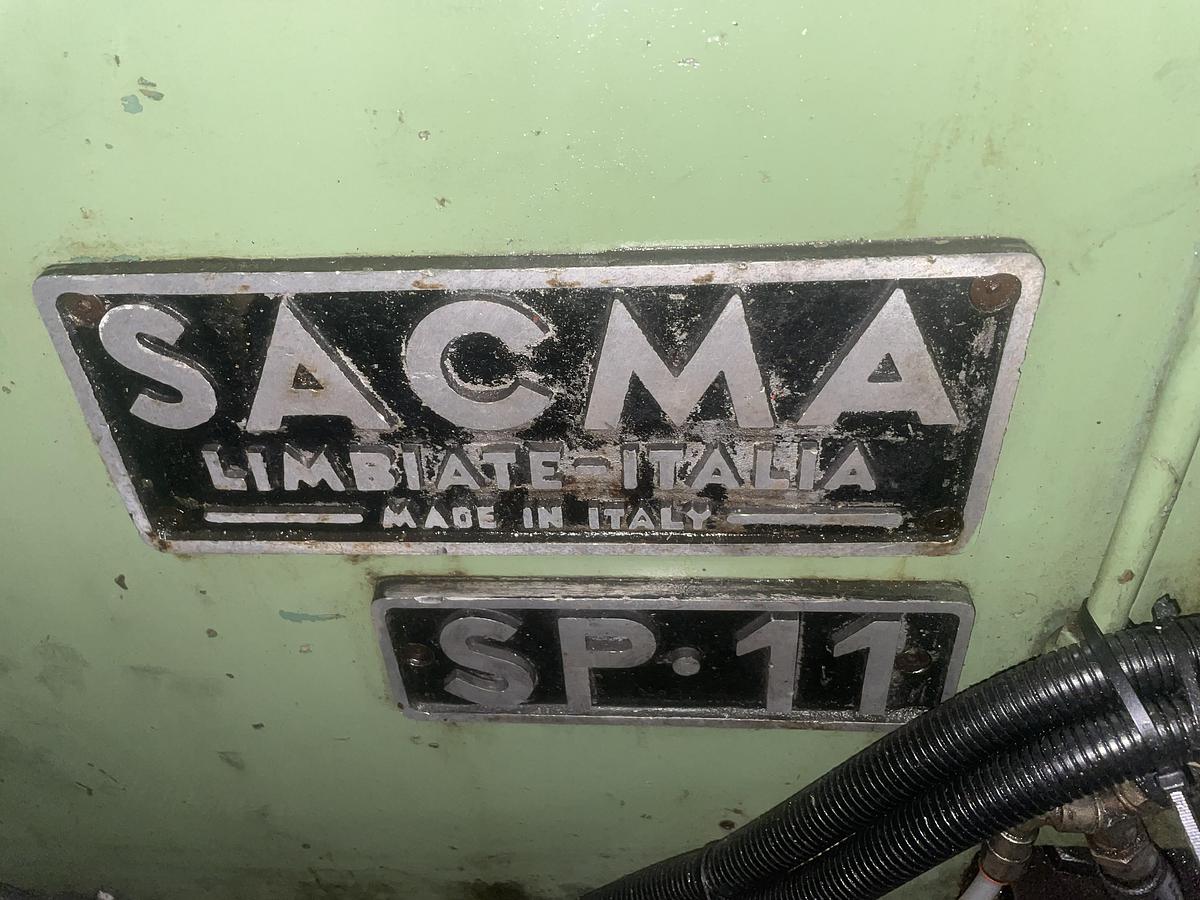 SACMA
LIMBIATE-ITALIA
MADE IN ITALY
SP·11